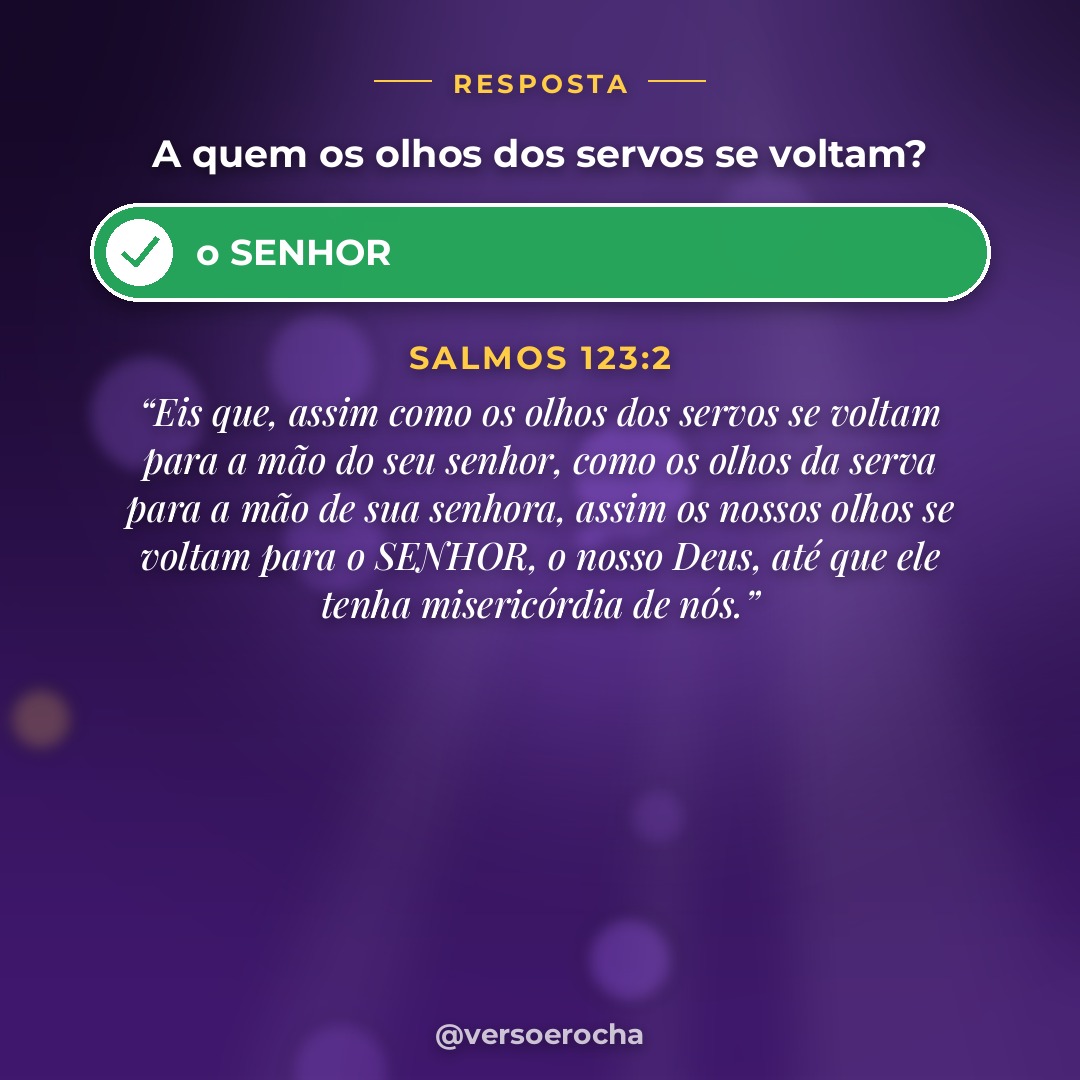 RESPOSTA
A quem os olhos dos servos se voltam?
o SENHOR
SALMOS 123:2
“Eis que, assim como os olhos dos servos se voltam
para a mão do seu senhor, como os olhos da serva
para a mão de sua senhora, assim os nossos olhos se
voltam para o SENHOR, o nosso Deus, até que ele
tenha misericórdia de nós.”
@versoerocha